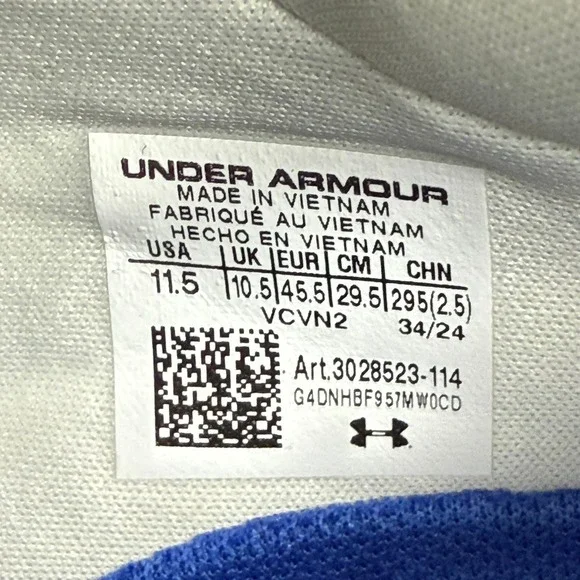 UNDER ARMOUR
MADE IN VIETNAM
FABRIQUÉ AU VIETNAM
HECHO EN VIETNAM
USA UK EUR CM CHN
11.5 10.5 45.5 29.5 295(2.5)
VCVN2 34/24
Art.3028523-114
G4DNHBF957MW0CD